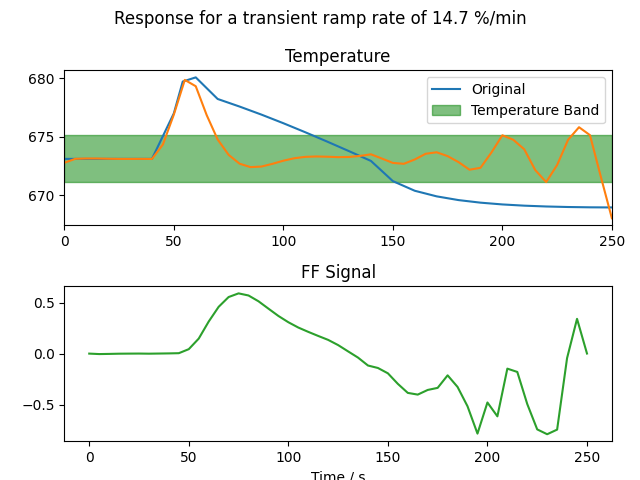 Response for a transient ramp rate of 14.7 %/min
Temperature
680
675
670
Original
Temperature Band
0 50 100 150 200 250
FF Signal
0.5
0.0
−0.5
0 50 100 150 200 250
Time / s